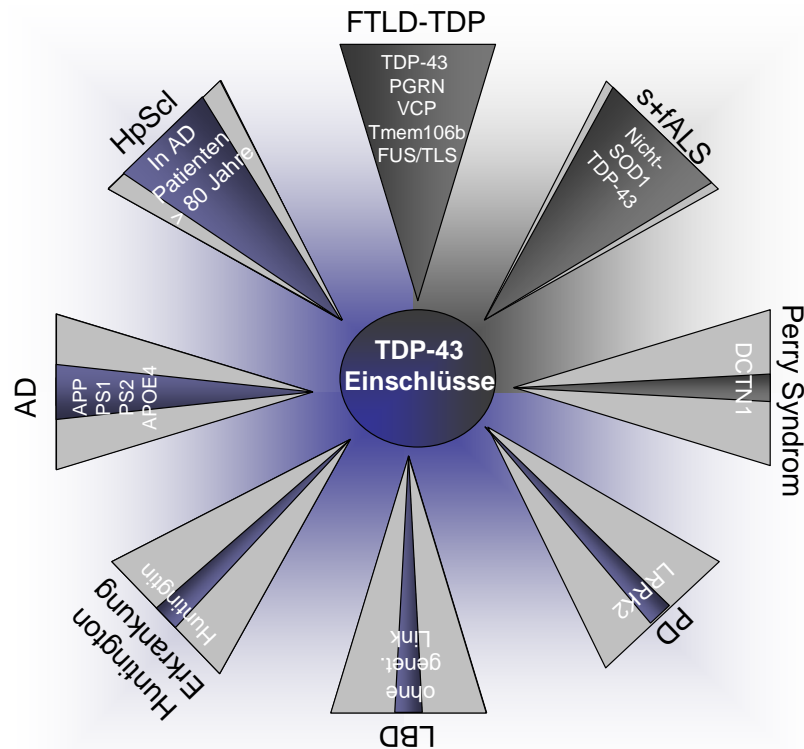 FTLD-TDP
TDP-43
PGRN
VCP
Tmem106b
FUS/TLS
s+fALS
Nicht-
SOD1
TDP-43
Perry Syndrom
DCTN1
PD
LRRK2
LBD
ohne
genet.
Link
Huntington
Erkrankung
Huntingtin
AD
APP
PS1
PS2
APOE4
HpScl
In AD
Patienten
> 80 Jahre
TDP-43
Einschlüsse